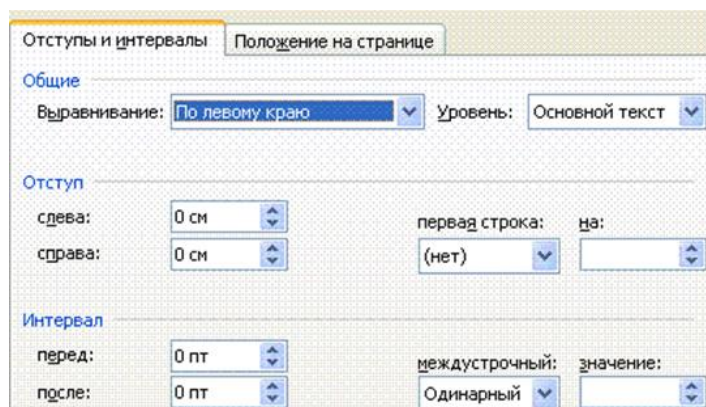 Отступы и интервалы Положение на странице
Общие
Выравнивание: По левому краю Уровень: Основной текст
Отступ
слева: 0 см первая строка: на:
справа: 0 см (нет)
Интервал
перед: 0 пт междустрочный: значение:
после: 0 пт Одинарный